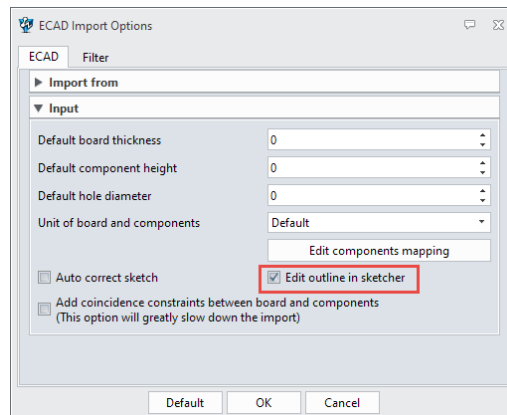 ECAD Import Options
ECAD Filter
Import from
Input
Default board thickness 0
Default component height 0
Default hole diameter 0
Unit of board and components Default
Edit components mapping
Auto correct sketch Edit outline in sketcher
Add coincidence constraints between board and components
(This option will greatly slow down the import)
Default OK Cancel